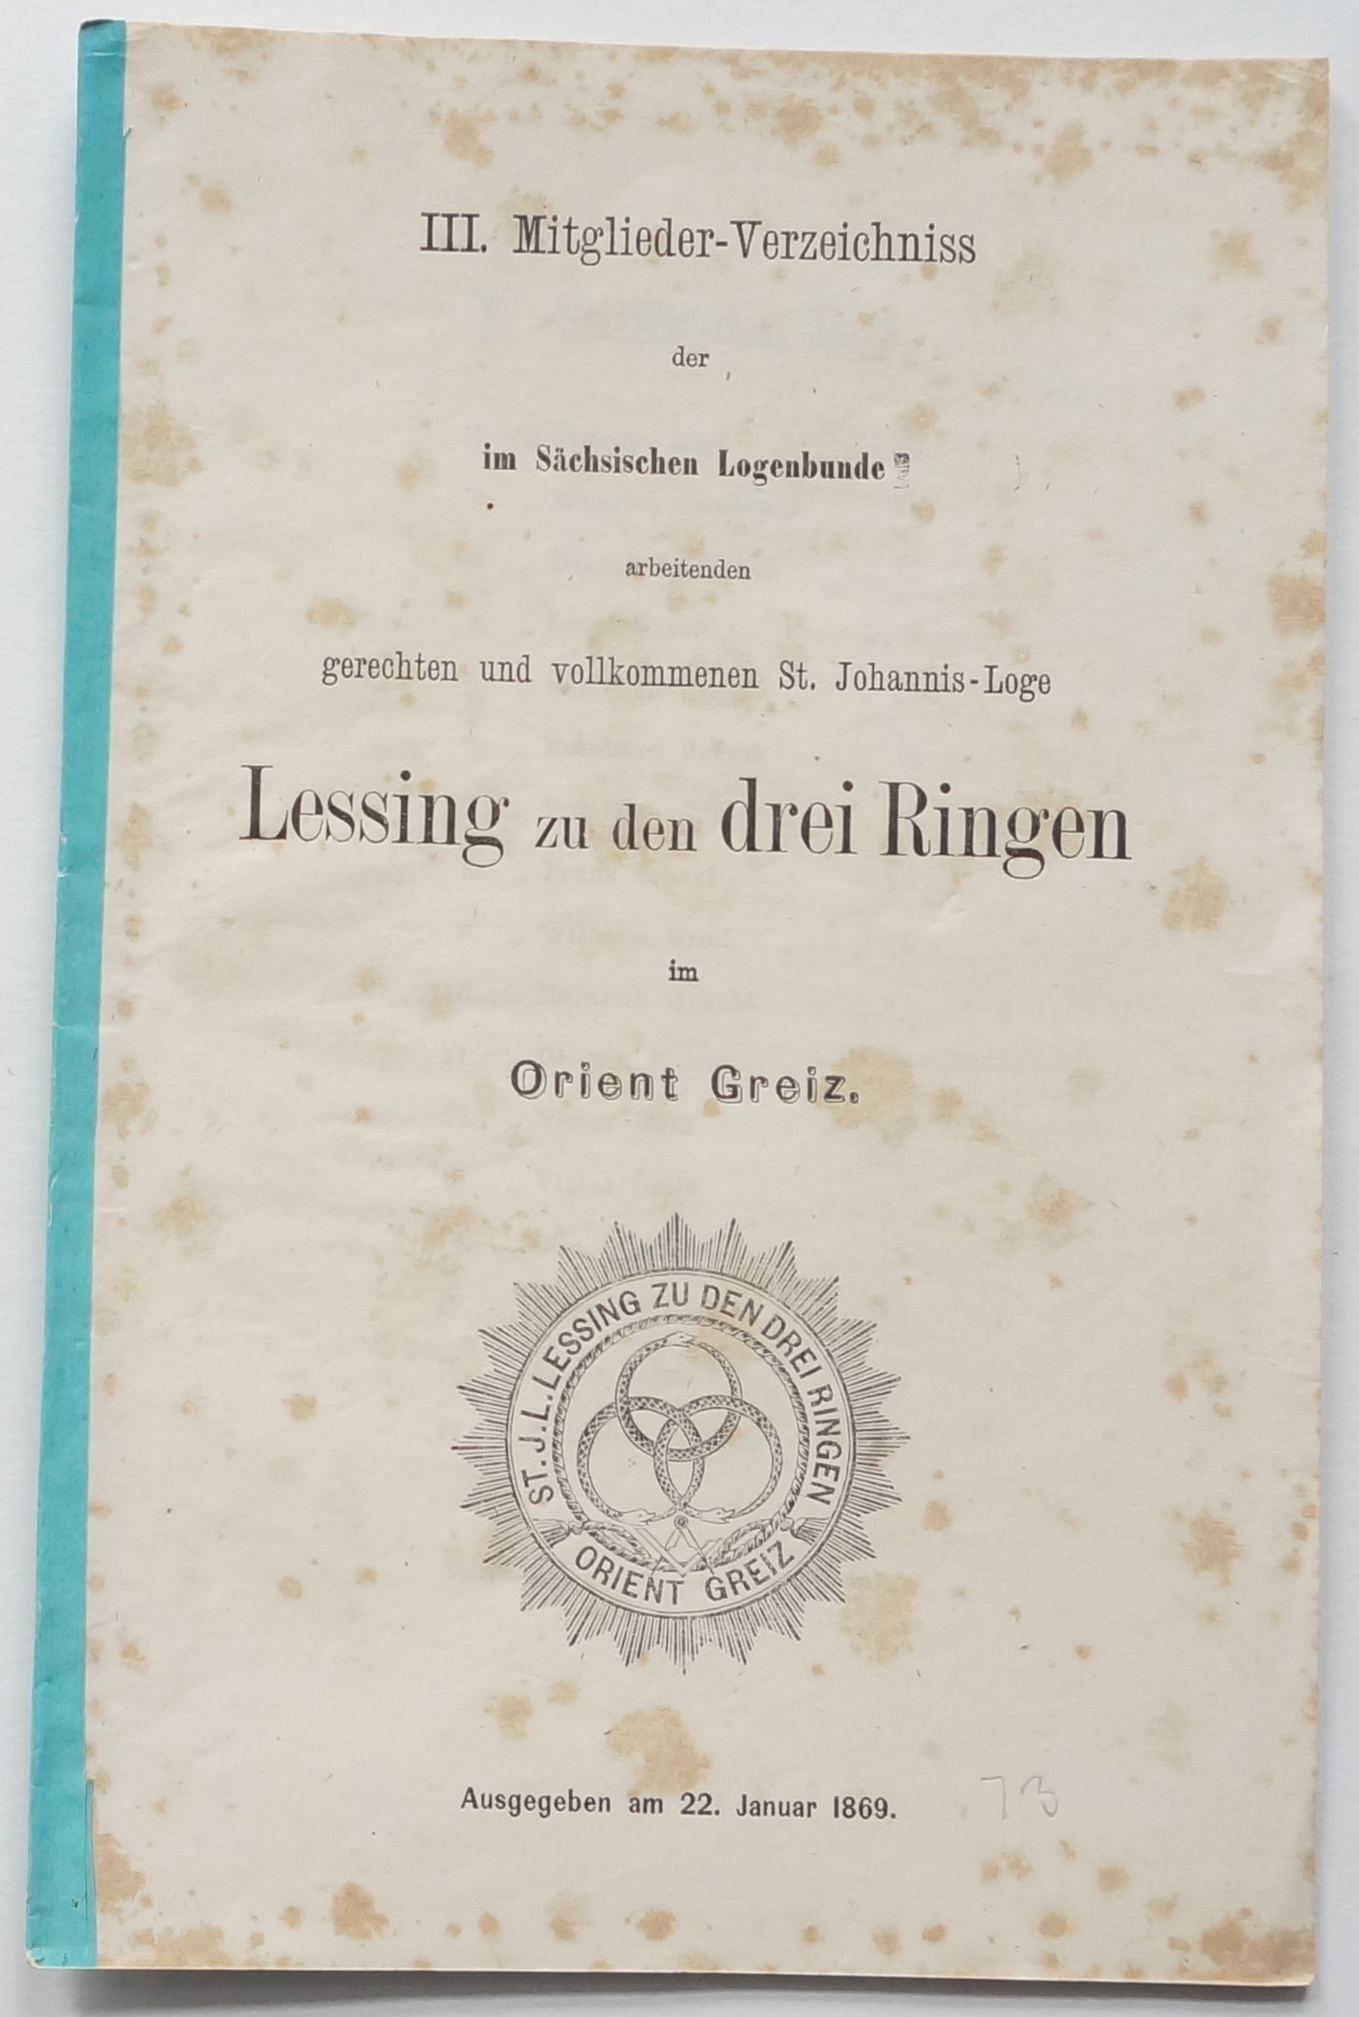 III. Mitglieder-Verzeichniss
der
im Sächsischen Logenbunde
arbeitenden
gerechten und vollkommenen St. Johannis-Loge
Lessing zu den drei Ringen
im
Orient Greiz.
ST. J. L. LESSING ZU DEN DREI RINGEN
ORIENT GREIZ
Ausgegeben am 22. Januar 1869.